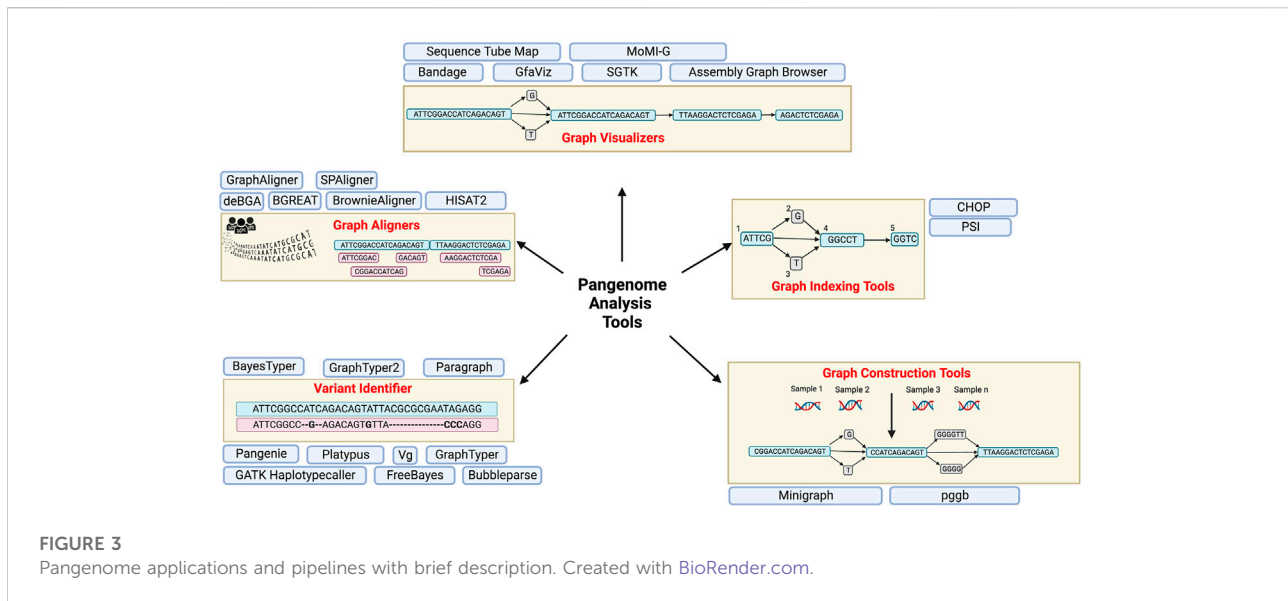 Sequence Tube Map
MoMI-G
Bandage
GfaViz
SGTK
Assembly Graph Browser
ATTCGGACCATCAGACAGT
G
T
ATTCGGACCATCAGACAGT
TTAAGGACTCTCGAGA
AGACTCTCGAGA
Graph Visualizers
GraphAligner
SPAligner
deBGA
BGREAT
BrownieAligner
HISAT2
Graph Aligners
ATTCGGACCATCAGACAGT
TTAAGGACTCTCGAGA
ATTCGGAC
GACAGT
AAGGACTCTCGA
CGGACCATCAG
TCGAGA
CHOP
PSI
1
ATTCG
2
G
3
T
4
GGCCT
5
GGTC
Graph Indexing Tools
Pangenome
Analysis
Tools
BayesTyper
GraphTyper2
Paragraph
Variant Identifier
ATTCGGCCATCAGACAGTATTACGCGCGAATAGAGG
ATTCGGCC--G--AGACAGTGTTA---------------CCCAGG
Pangenie
Platypus
Vg
GraphTyper
GATK Haplotypecaller
FreeBayes
Bubbleparse
Graph Construction Tools
Sample 1
Sample 2
Sample 3
Sample n
CGGACCATCAGACAGT
G
T
CCATCAGACAGT
GGGGTT
GGGG
TTAAGGACTCTCGAGA
Minigraph
pggb
FIGURE 3
Pangenome applications and pipelines with brief description. Created with BioRender.com.